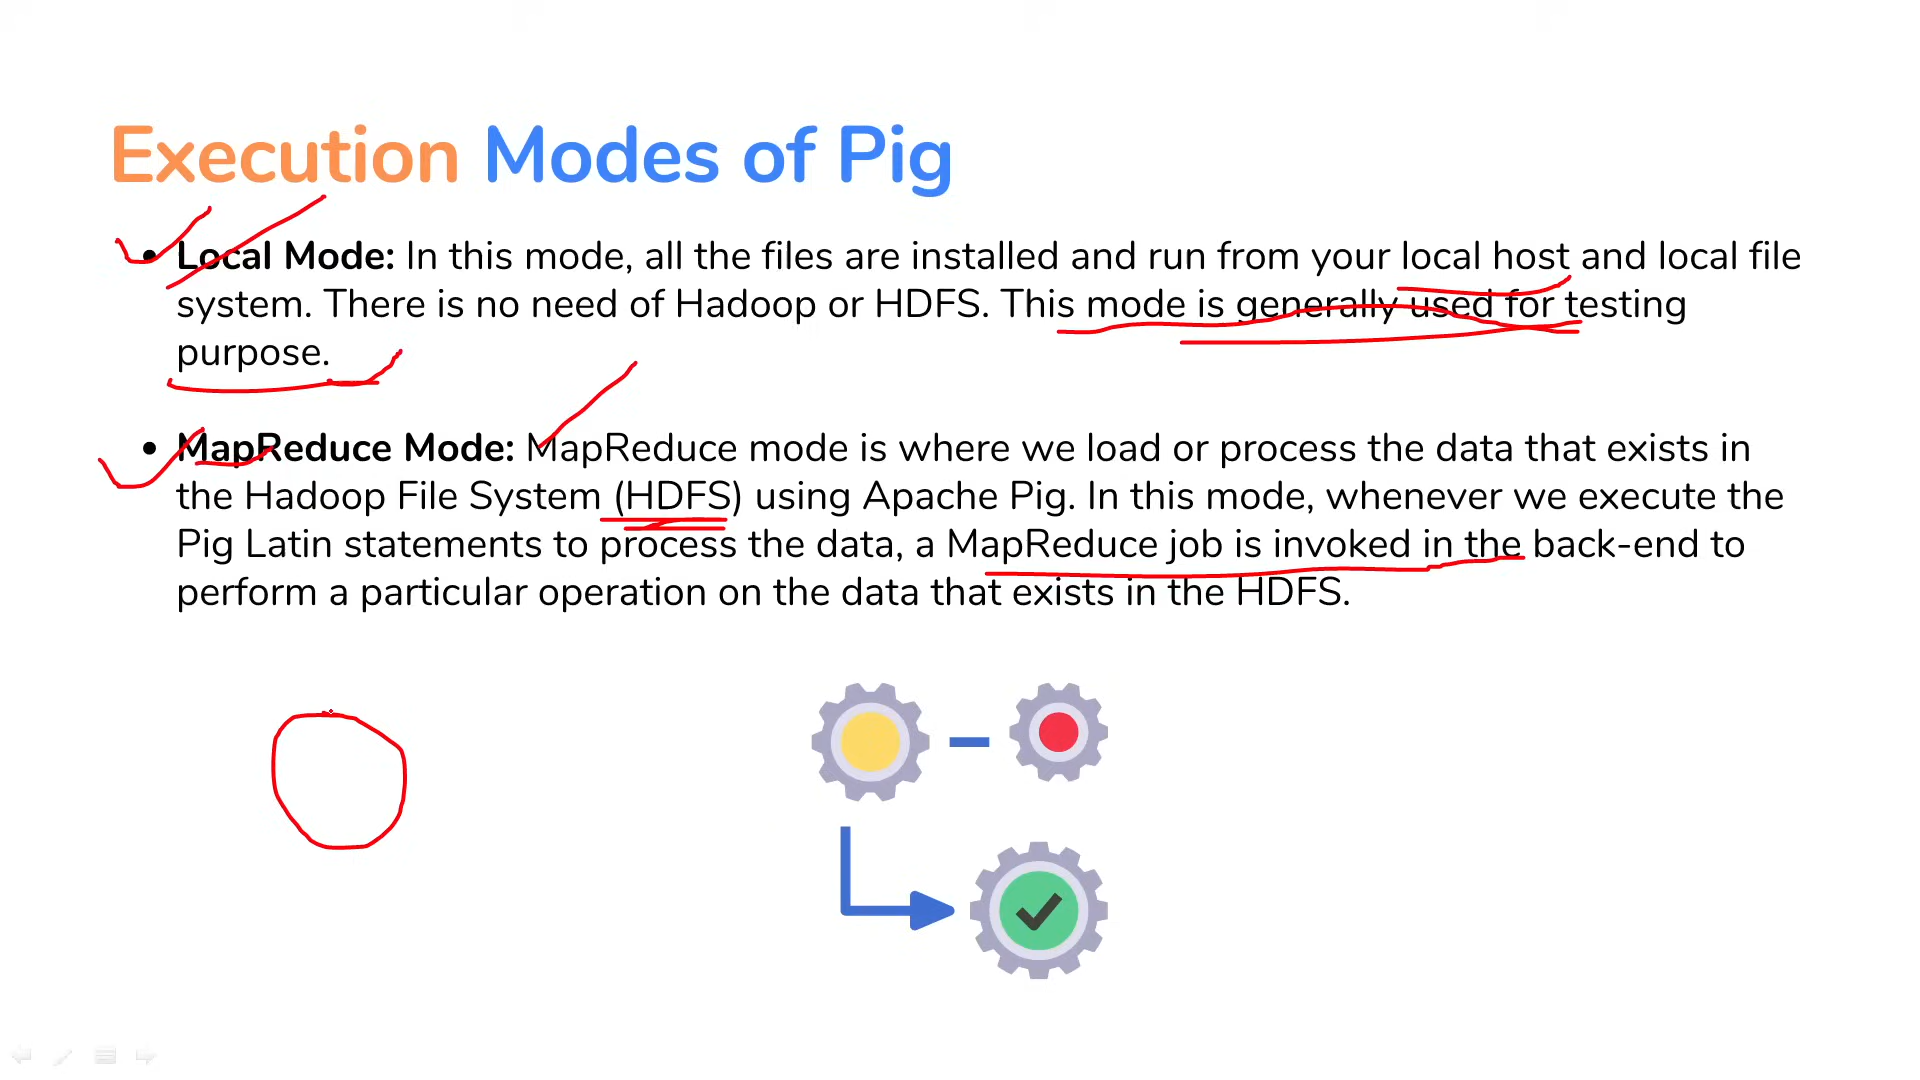 Execution Modes of Pig
• Local Mode: In this mode, all the files are installed and run from your local host and local file
system. There is no need of Hadoop or HDFS. This mode is generally used for testing
purpose.
• MapReduce Mode: MapReduce mode is where we load or process the data that exists in
the Hadoop File System (HDFS) using Apache Pig. In this mode, whenever we execute the
Pig Latin statements to process the data, a MapReduce job is invoked in the back-end to
perform a particular operation on the data that exists in the HDFS.